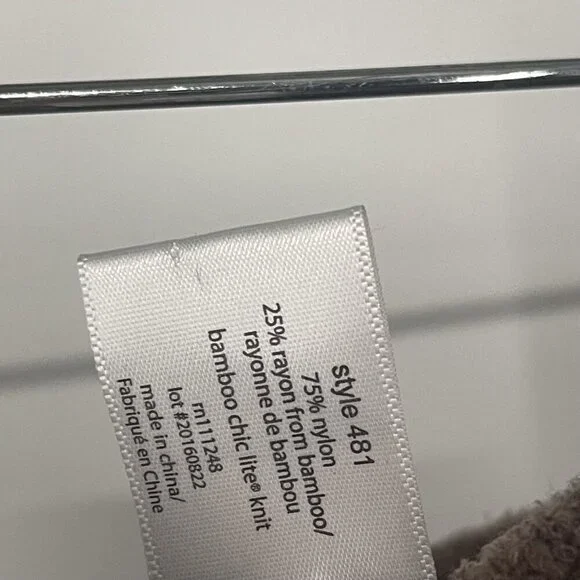 style 481
75% nylon
25% rayon from bamboo/
rayonne de bambou
bamboo chic lite® knit
rn111248
lot #20160822
made in china/
Fabriqué en Chine